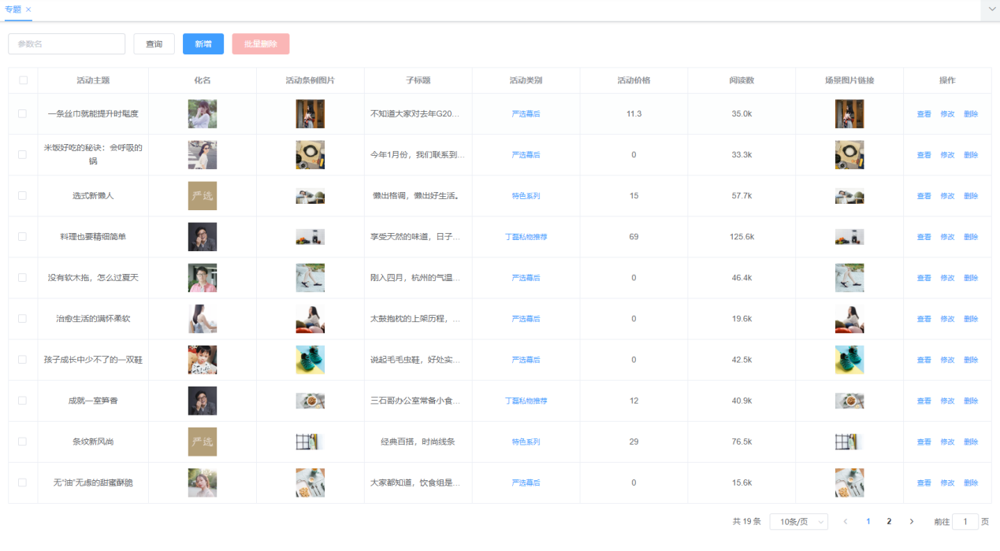 专题 ×
参数名 查询 新增 批量删除
活动主题 化名 活动条例图片 子标题 活动类别 活动价格 阅读数 场景图片链接 操作
一条丝巾就能提升时髦度 不知道大家对去年G20... 严选幕后 11.3 35.0k 查看 修改 删除
米饭好吃的秘诀：会呼吸的
锅 今年1月份，我们联系到... 严选幕后 0 33.3k 查看 修改 删除
选式新懒人 严选 懒出格调，懒出好生活。 特色系列 15 57.7k 查看 修改 删除
料理也要精细简单 享受天然的味道，日子... 丁磊私物推荐 69 125.6k 查看 修改 删除
没有软木拖，怎么过夏天 刚入四月，杭州的气温... 严选幕后 0 46.4k 查看 修改 删除
治愈生活的满怀柔软 太鼓抱枕的上架历程，... 严选幕后 0 19.6k 查看 修改 删除
孩子成长中少不了的一双鞋 说起毛毛虫鞋，好处实... 严选幕后 0 42.5k 查看 修改 删除
成就一室笋香 三石哥办公室常备小食... 丁磊私物推荐 12 40.9k 查看 修改 删除
条纹新风尚 严选 经典百搭，时尚线条 特色系列 29 76.5k 查看 修改 删除
无“油”无虑的甜蜜酥脆 大家都知道，饮食组是... 严选幕后 0 15.6k 查看 修改 删除
共 19 条 10条/页 1 2 前往 1 页